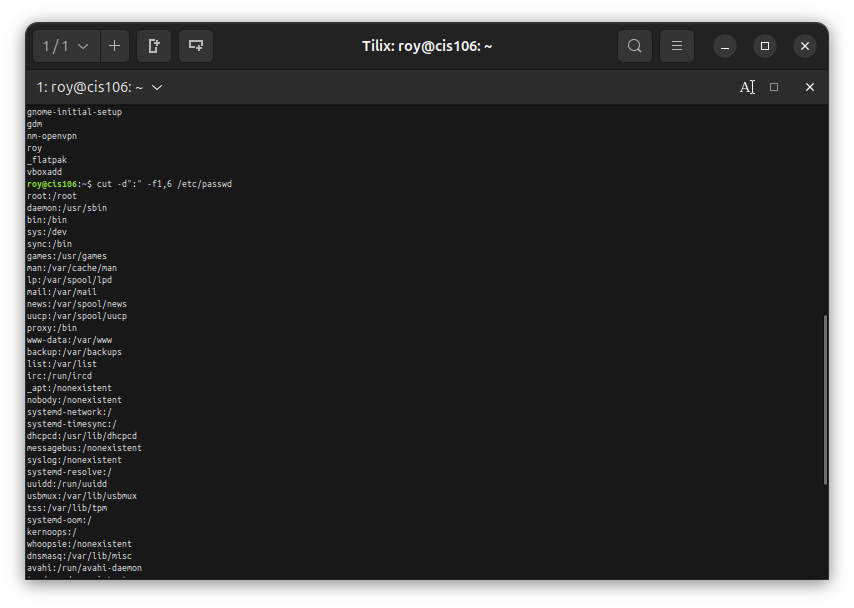 1 / 1
Tilix: roy@cis106: ~
1: roy@cis106: ~
gnome-initial-setup
gdm
nm-openvpn
roy
_flatpak
vboxadd
roy@cis106:~$ cut -d":" -f1,6 /etc/passwd
root:/root
daemon:/usr/sbin
bin:/bin
sys:/dev
sync:/bin
games:/usr/games
man:/var/cache/man
lp:/var/spool/lpd
mail:/var/mail
news:/var/spool/news
uucp:/var/spool/uucp
proxy:/bin
www-data:/var/www
backup:/var/backups
list:/var/list
irc:/run/ircd
_apt:/nonexistent
nobody:/nonexistent
systemd-network:/
systemd-timesync:/
dhcpcd:/usr/lib/dhcpcd
messagebus:/nonexistent
syslog:/nonexistent
systemd-resolve:/
uuidd:/run/uuidd
usbmux:/var/lib/usbmux
tss:/var/lib/tpm
systemd-oom:/
kernoops:/
whoopsie:/nonexistent
dnsmasq:/var/lib/misc
avahi:/run/avahi-daemon